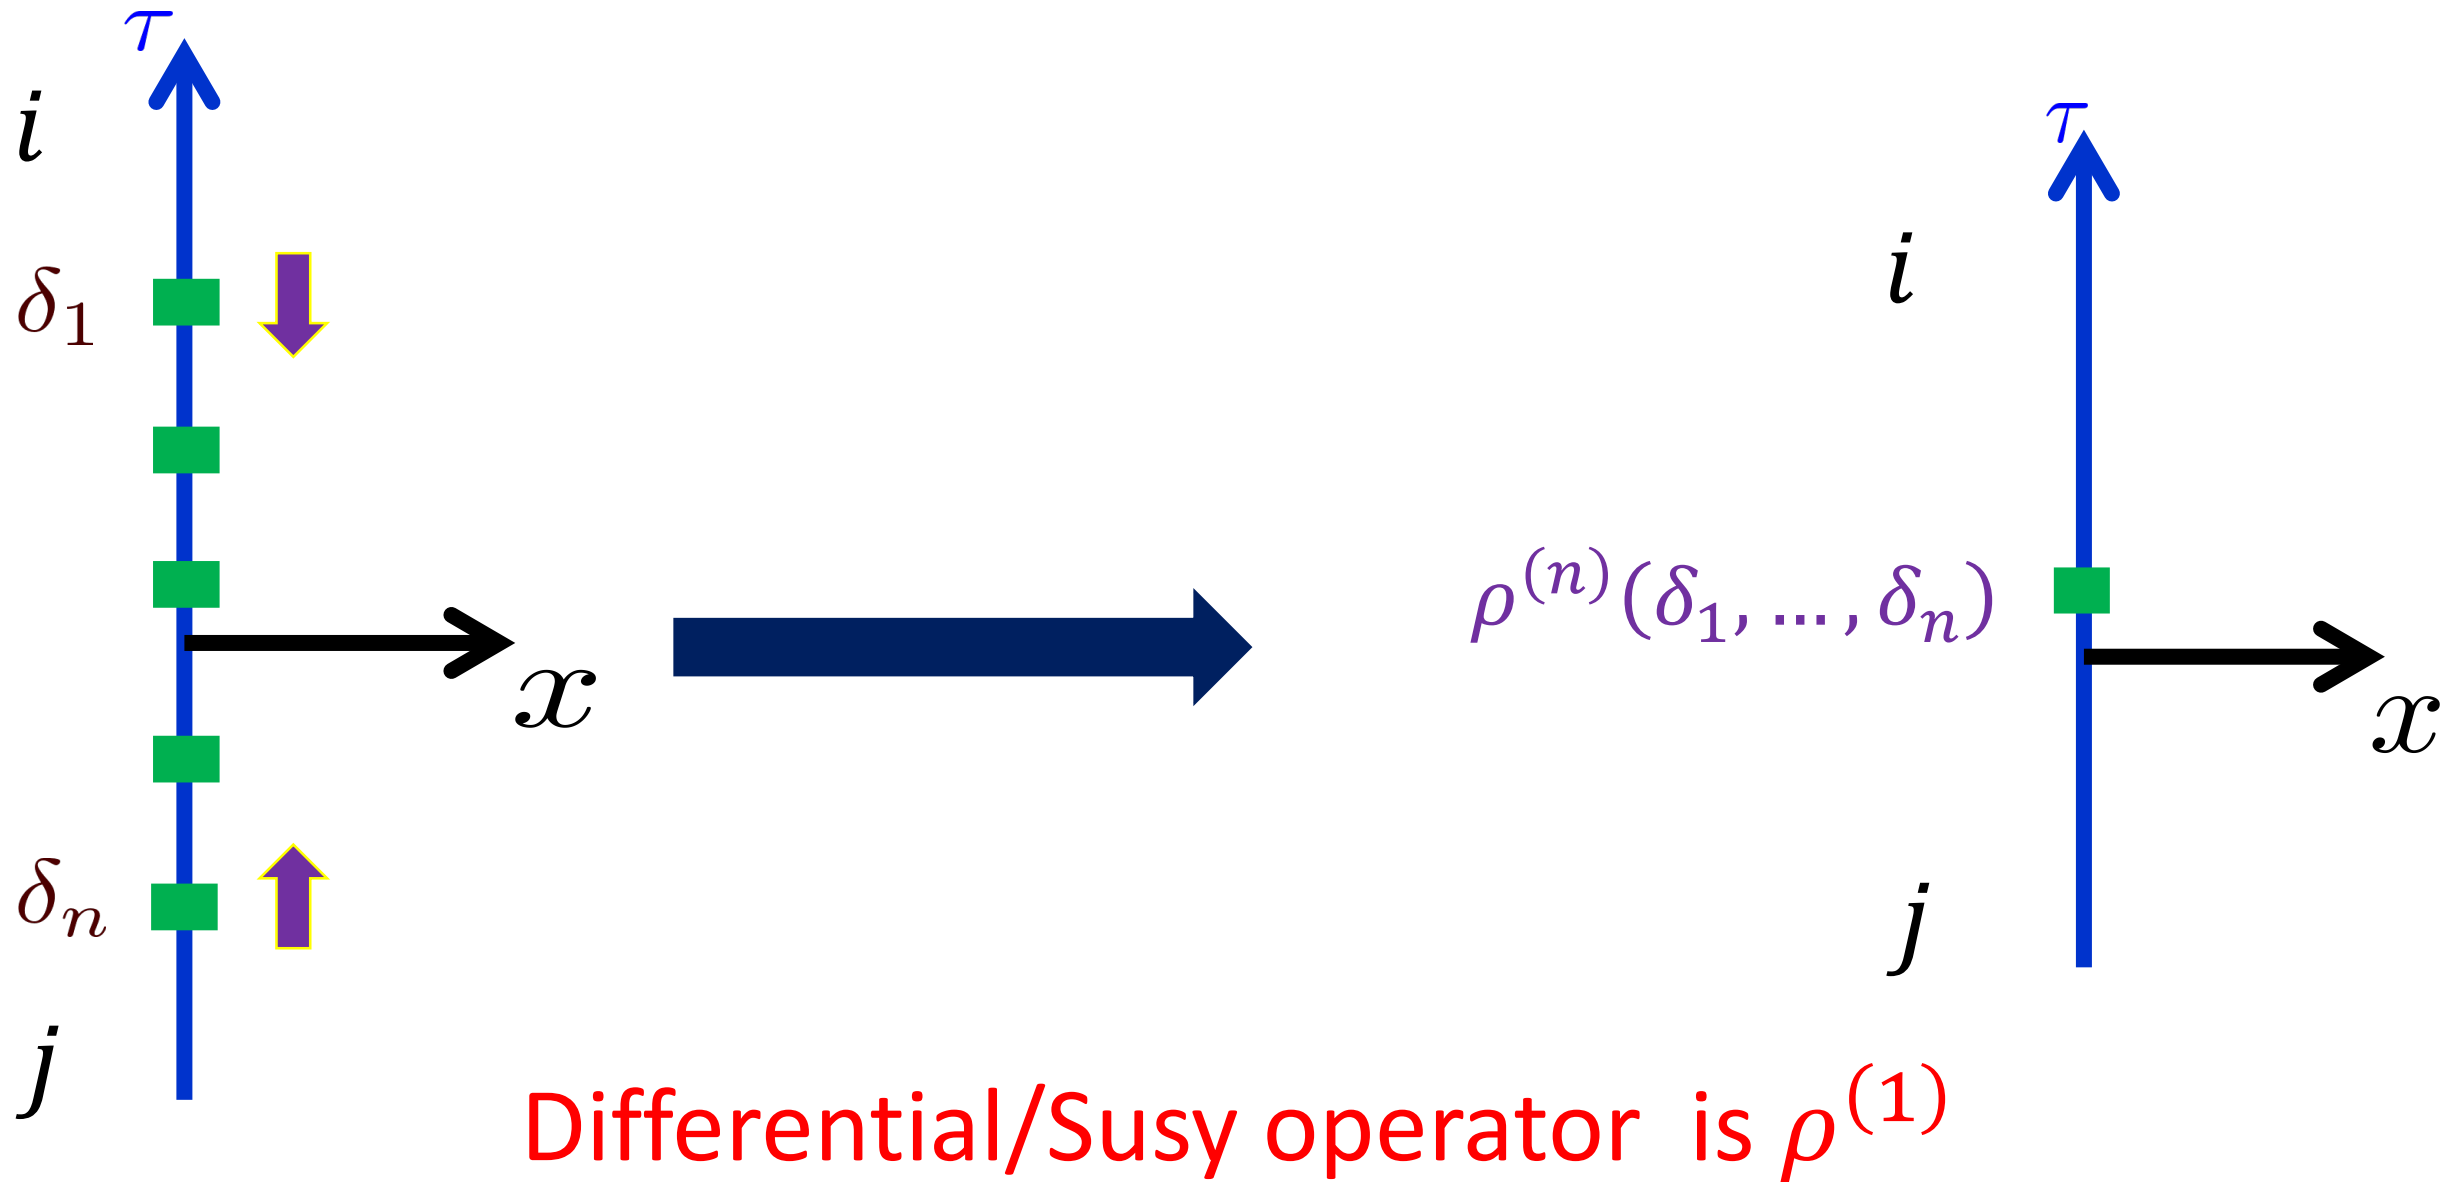 τ
i
τ
i
δ₁
ρ⁽ⁿ⁾(δ₁, …, δₙ)
x
x
δₙ
j
j
Differential/Susy operator is ρ⁽¹⁾